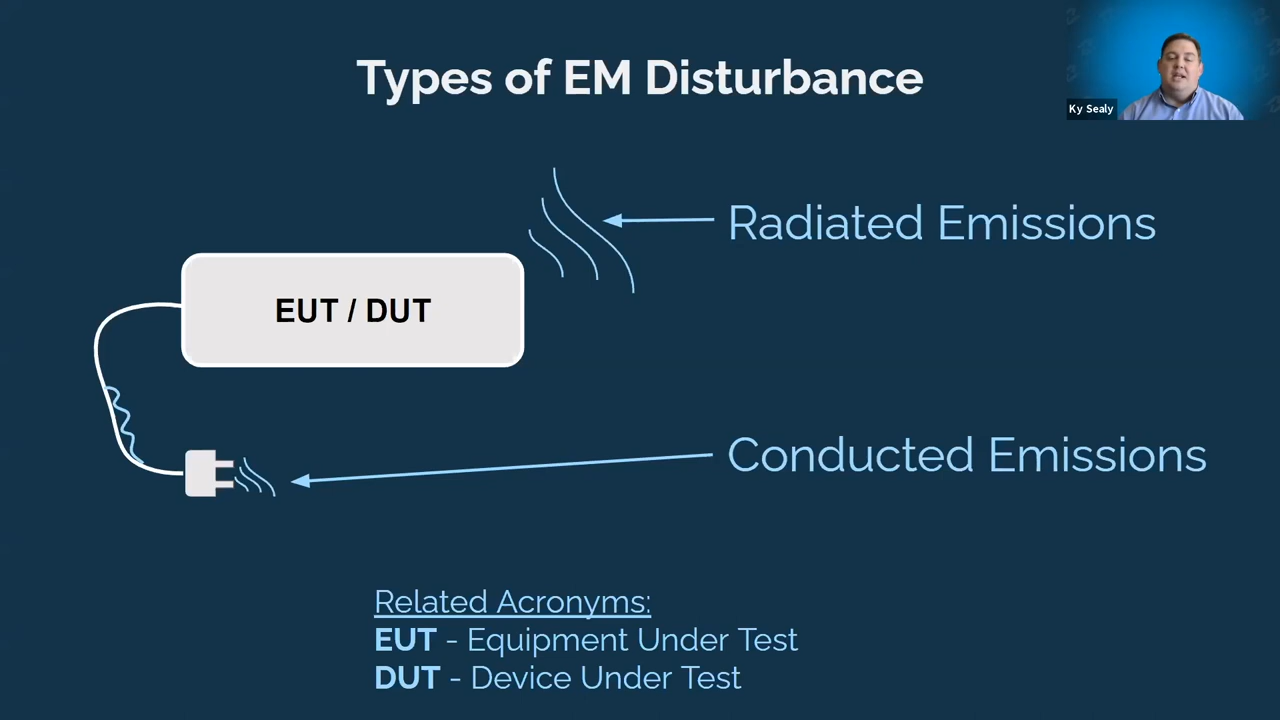 Types of EM Disturbance
Ky Sealy
Radiated Emissions
EUT / DUT
Conducted Emissions
Related Acronyms:
EUT - Equipment Under Test
DUT - Device Under Test